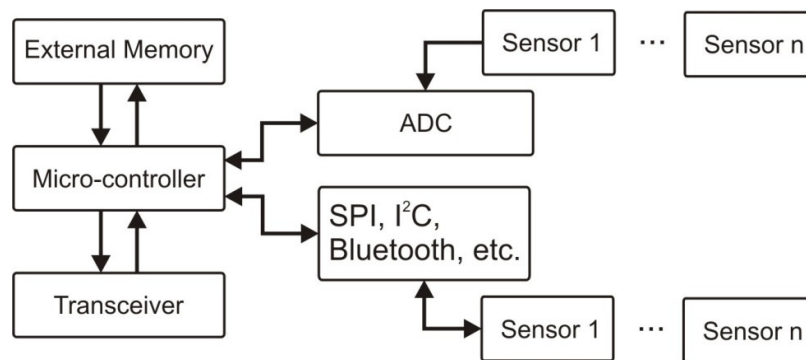 External Memory
Sensor 1 ... Sensor n
ADC
Micro-controller
SPI, I²C,
Bluetooth, etc.
Transceiver
Sensor 1 ... Sensor n